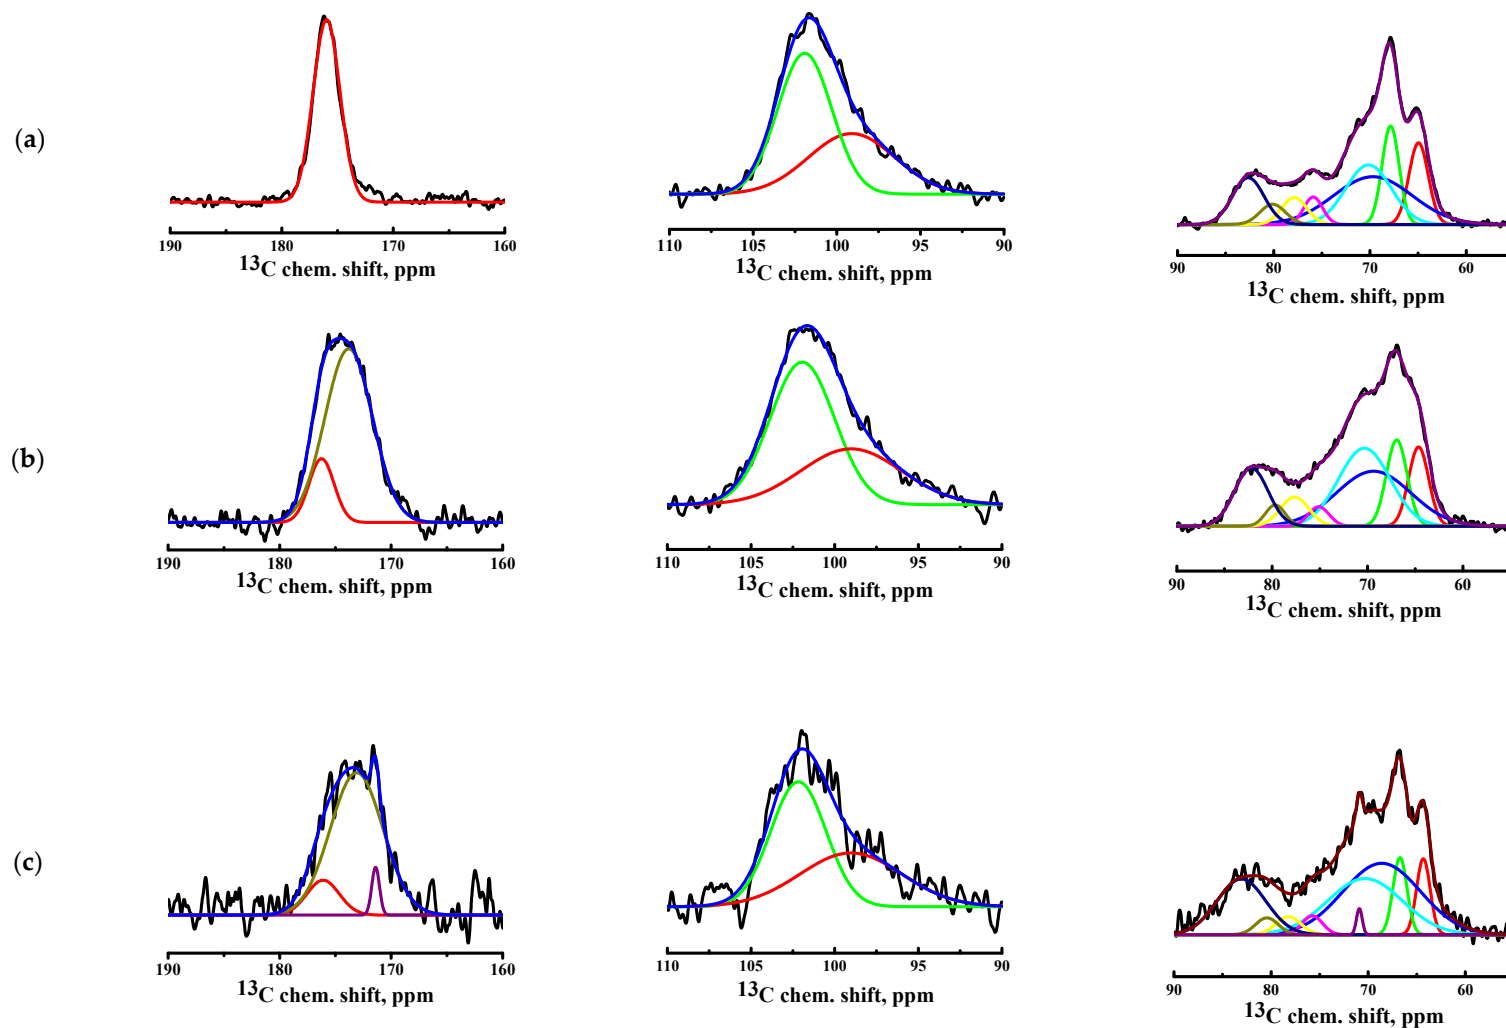 (a)
190 180 170 160
13C chem. shift, ppm
110 105 100 95 90
13C chem. shift, ppm
90 80 70 60
13C chem. shift, ppm
(b)
190 180 170 160
13C chem. shift, ppm
110 105 100 95 90
13C chem. shift, ppm
90 80 70 60
13C chem. shift, ppm
(c)
190 180 170 160
13C chem. shift, ppm
110 105 100 95 90
13C chem. shift, ppm
90 80 70 60
13C chem. shift, ppm